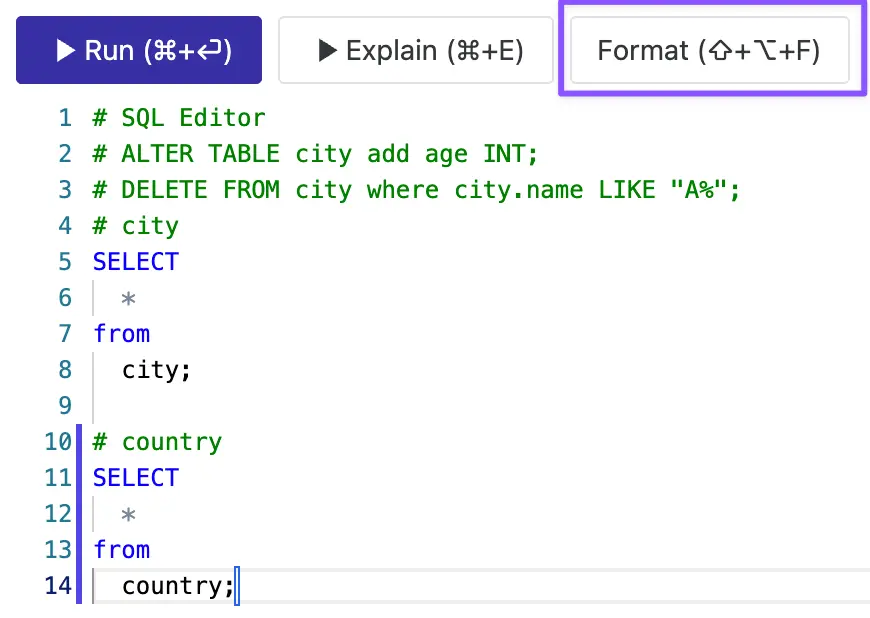 ▶ Run (⌘+⏎) ▶ Explain (⌘+E) Format (⇧+⌥+F)
1 # SQL Editor
2 # ALTER TABLE city add age INT;
3 # DELETE FROM city where city.name LIKE "A%";
4 # city
5 SELECT
6 *
7 from
8 city;
9
10 # country
11 SELECT
12 *
13 from
14 country;